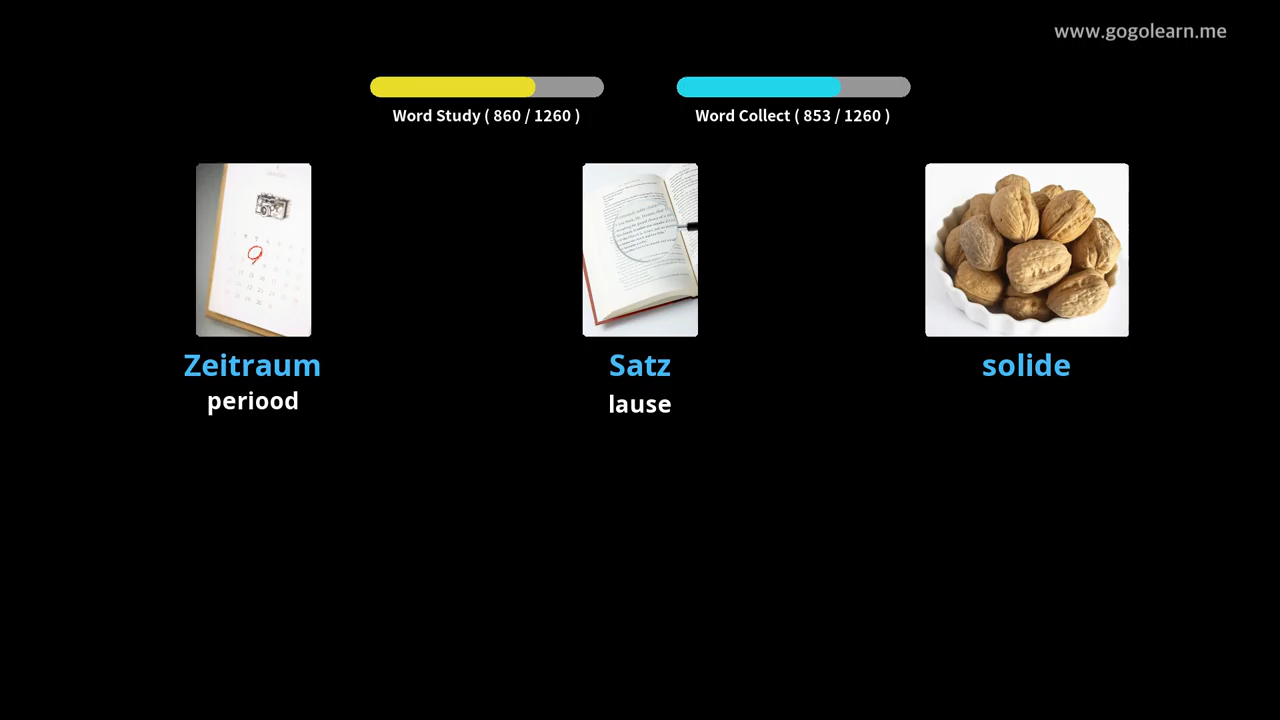 www.gogolearn.me
Word Study ( 860 / 1260 )
Word Collect ( 853 / 1260 )
Zeitraum
periood
Satz
lause
solide